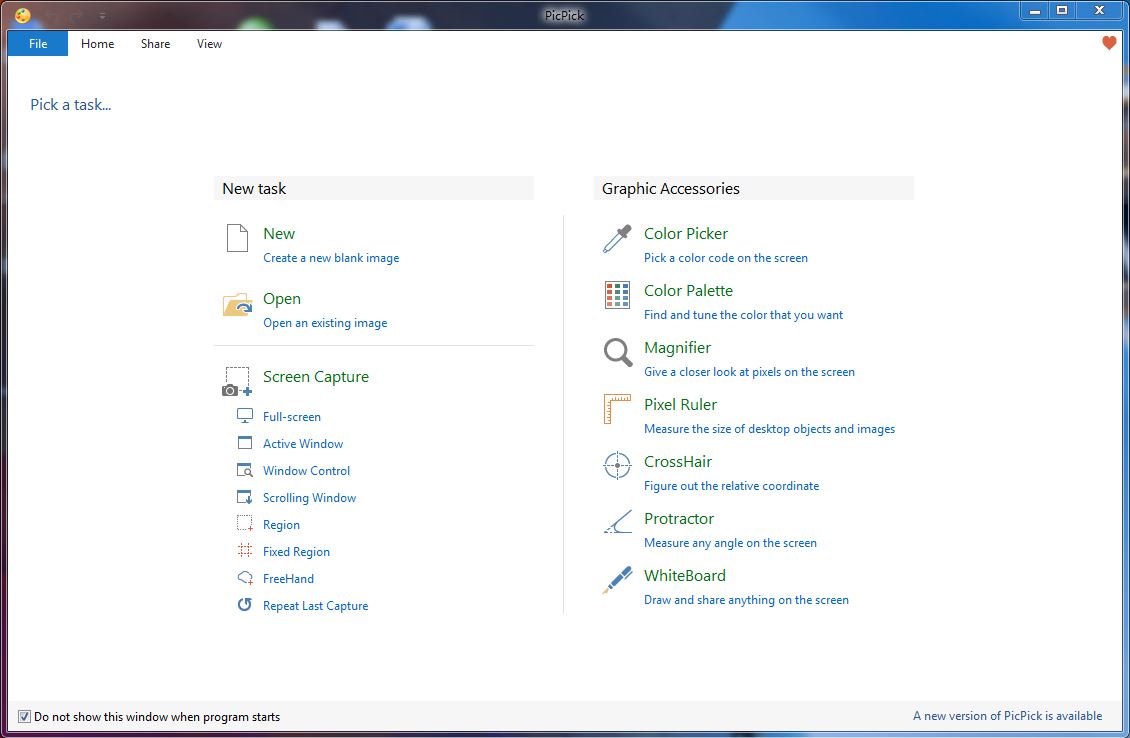 PicPick
File Home Share View
Pick a task...
New task
New
Create a new blank image
Open
Open an existing image
Screen Capture
Full-screen
Active Window
Window Control
Scrolling Window
Region
Fixed Region
FreeHand
Repeat Last Capture
Graphic Accessories
Color Picker
Pick a color code on the screen
Color Palette
Find and tune the color that you want
Magnifier
Give a closer look at pixels on the screen
Pixel Ruler
Measure the size of desktop objects and images
CrossHair
Figure out the relative coordinate
Protractor
Measure any angle on the screen
WhiteBoard
Draw and share anything on the screen
Do not show this window when program starts
A new version of PicPick is available